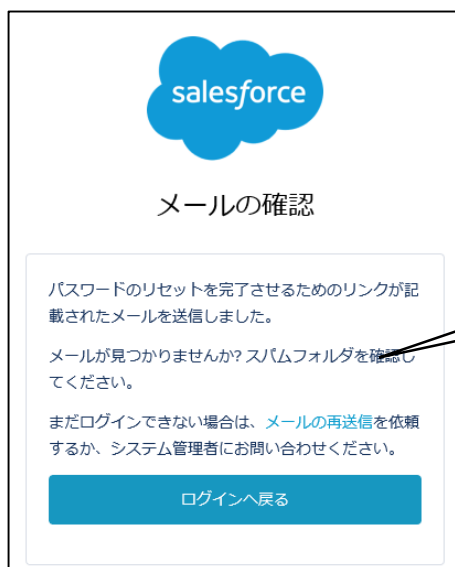 salesforce
メールの確認
パスワードのリセットを完了させるためのリンクが記
載されたメールを送信しました。
メールが見つかりませんか? スパムフォルダを確認し
てください。
まだログインできない場合は、メールの再送信を依頼
するか、システム管理者にお問い合わせください。
ログインへ戻る